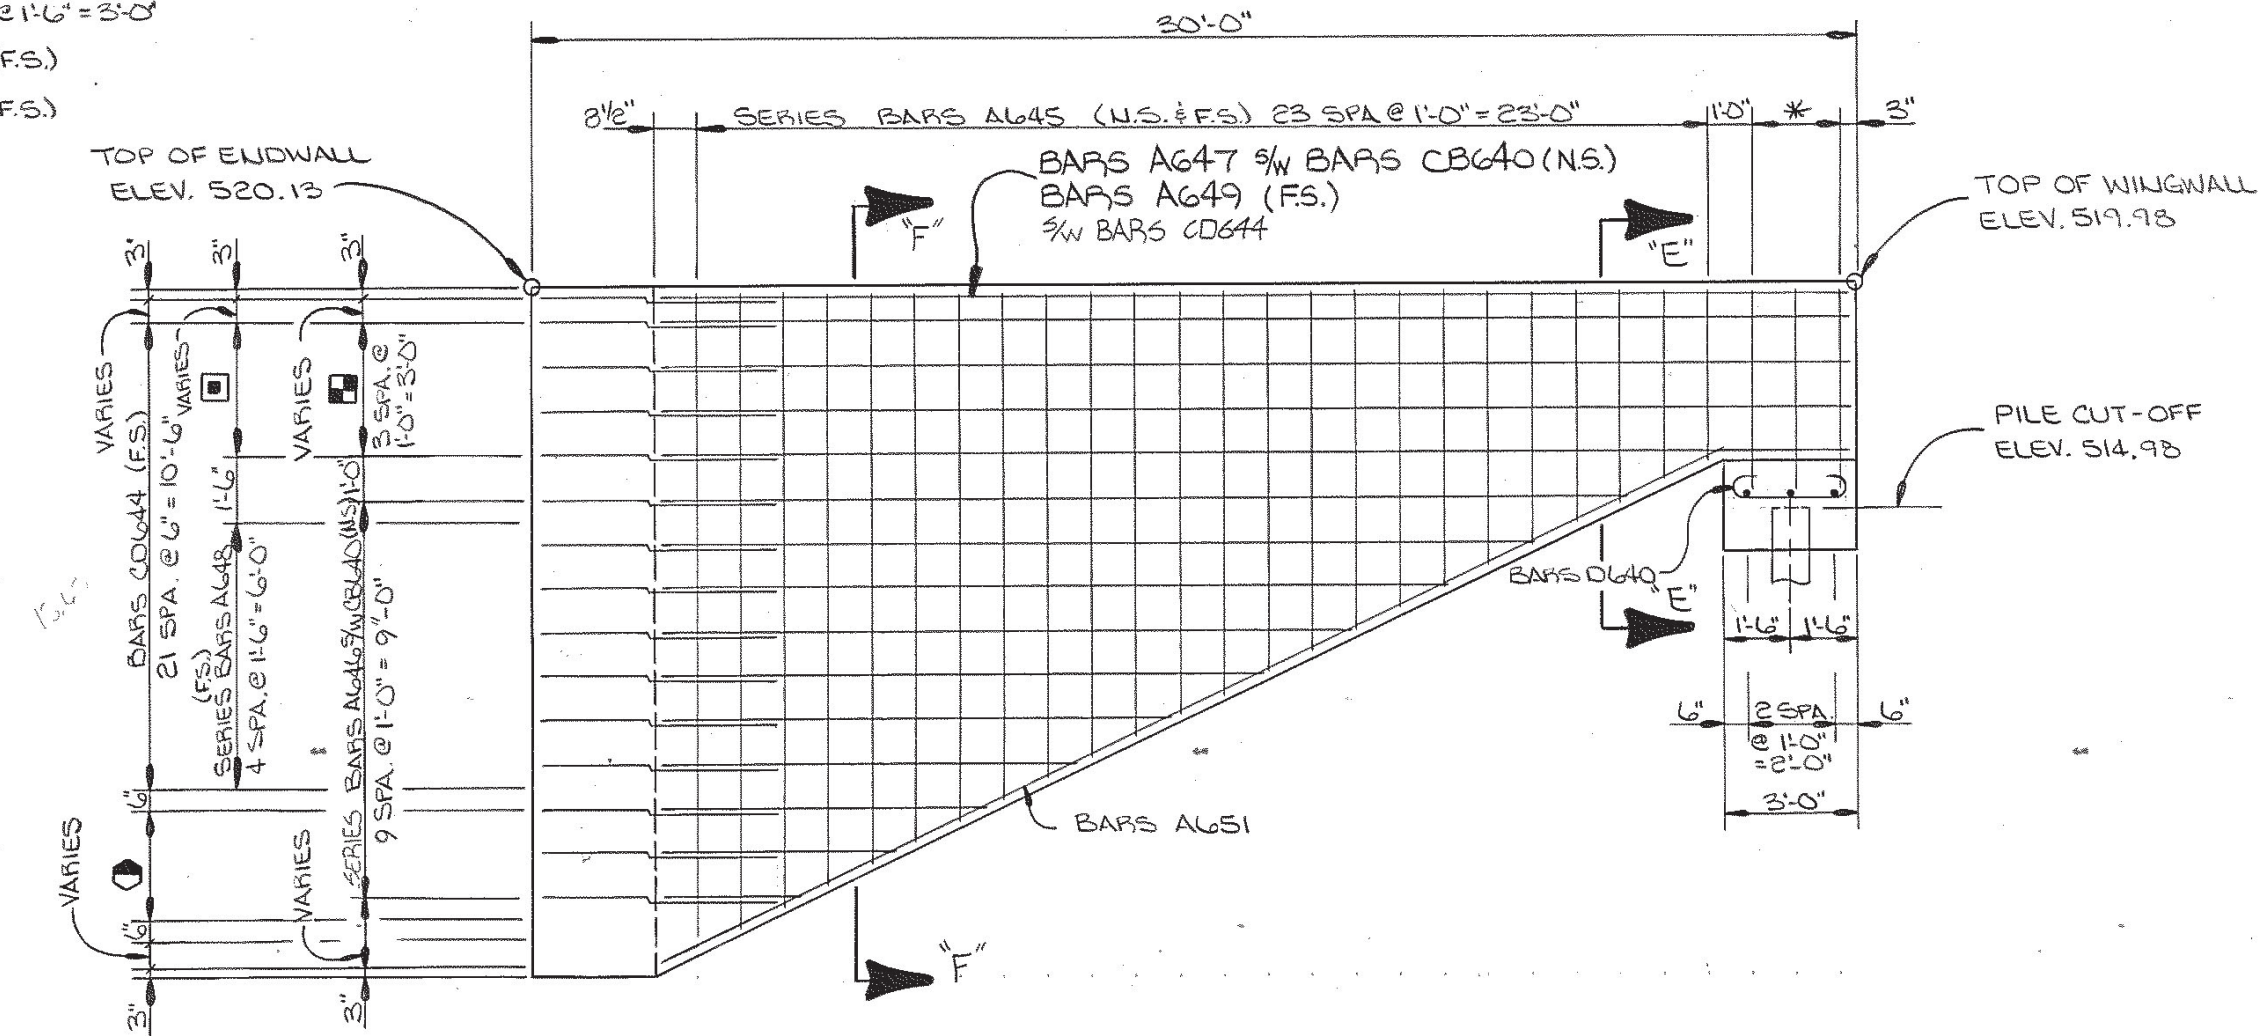 @ 1'-6" = 3'-0"
F.S.)
F.S.)
30'-0"
8 1/2"
SERIES BARS A645 (N.S. & F.S.) 23 SPA @ 1'-0" = 23'-0"
1'-0"
*
3"
TOP OF ENDWALL
ELEV. 520.13
BARS A647 S/W BARS CB640 (N.S.)
BARS A649 (F.S.)
S/W BARS CD644
"F"
"E"
TOP OF WINGWALL
ELEV. 519.98
3"
3"
3"
VARIES
VARIES
VARIES
BARS CD644 (F.S.)
21 SPA. @ 6" = 10'-6"
1'-6"
(F.S.)
SERIES BARS A648
4 SPA. @ 1'-6" = 6'-0"
3 SPA. @
1'-0" = 3'-0"
1'-0"
SERIES BARS A646 S/W CB640 (N.S.)
9 SPA. @ 1'-0" = 9'-0"
PILE CUT-OFF
ELEV. 514.98
BARS D640
"E"
1'-6"
1'-6"
6"
2 SPA.
@ 1'-0"
= 2'-0"
6"
3'-0"
BARS A651
6"
6"
VARIES
VARIES
3"
3"
"F"